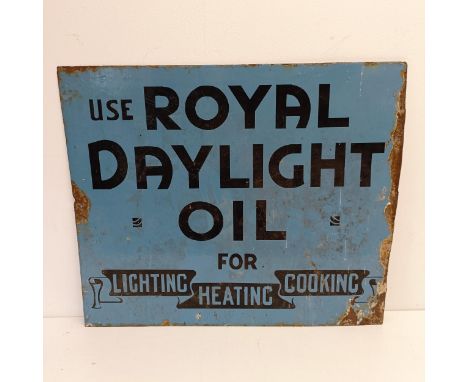 USE ROYAL
DAYLIGHT
OIL
FOR
LIGHTING HEATING COOKING